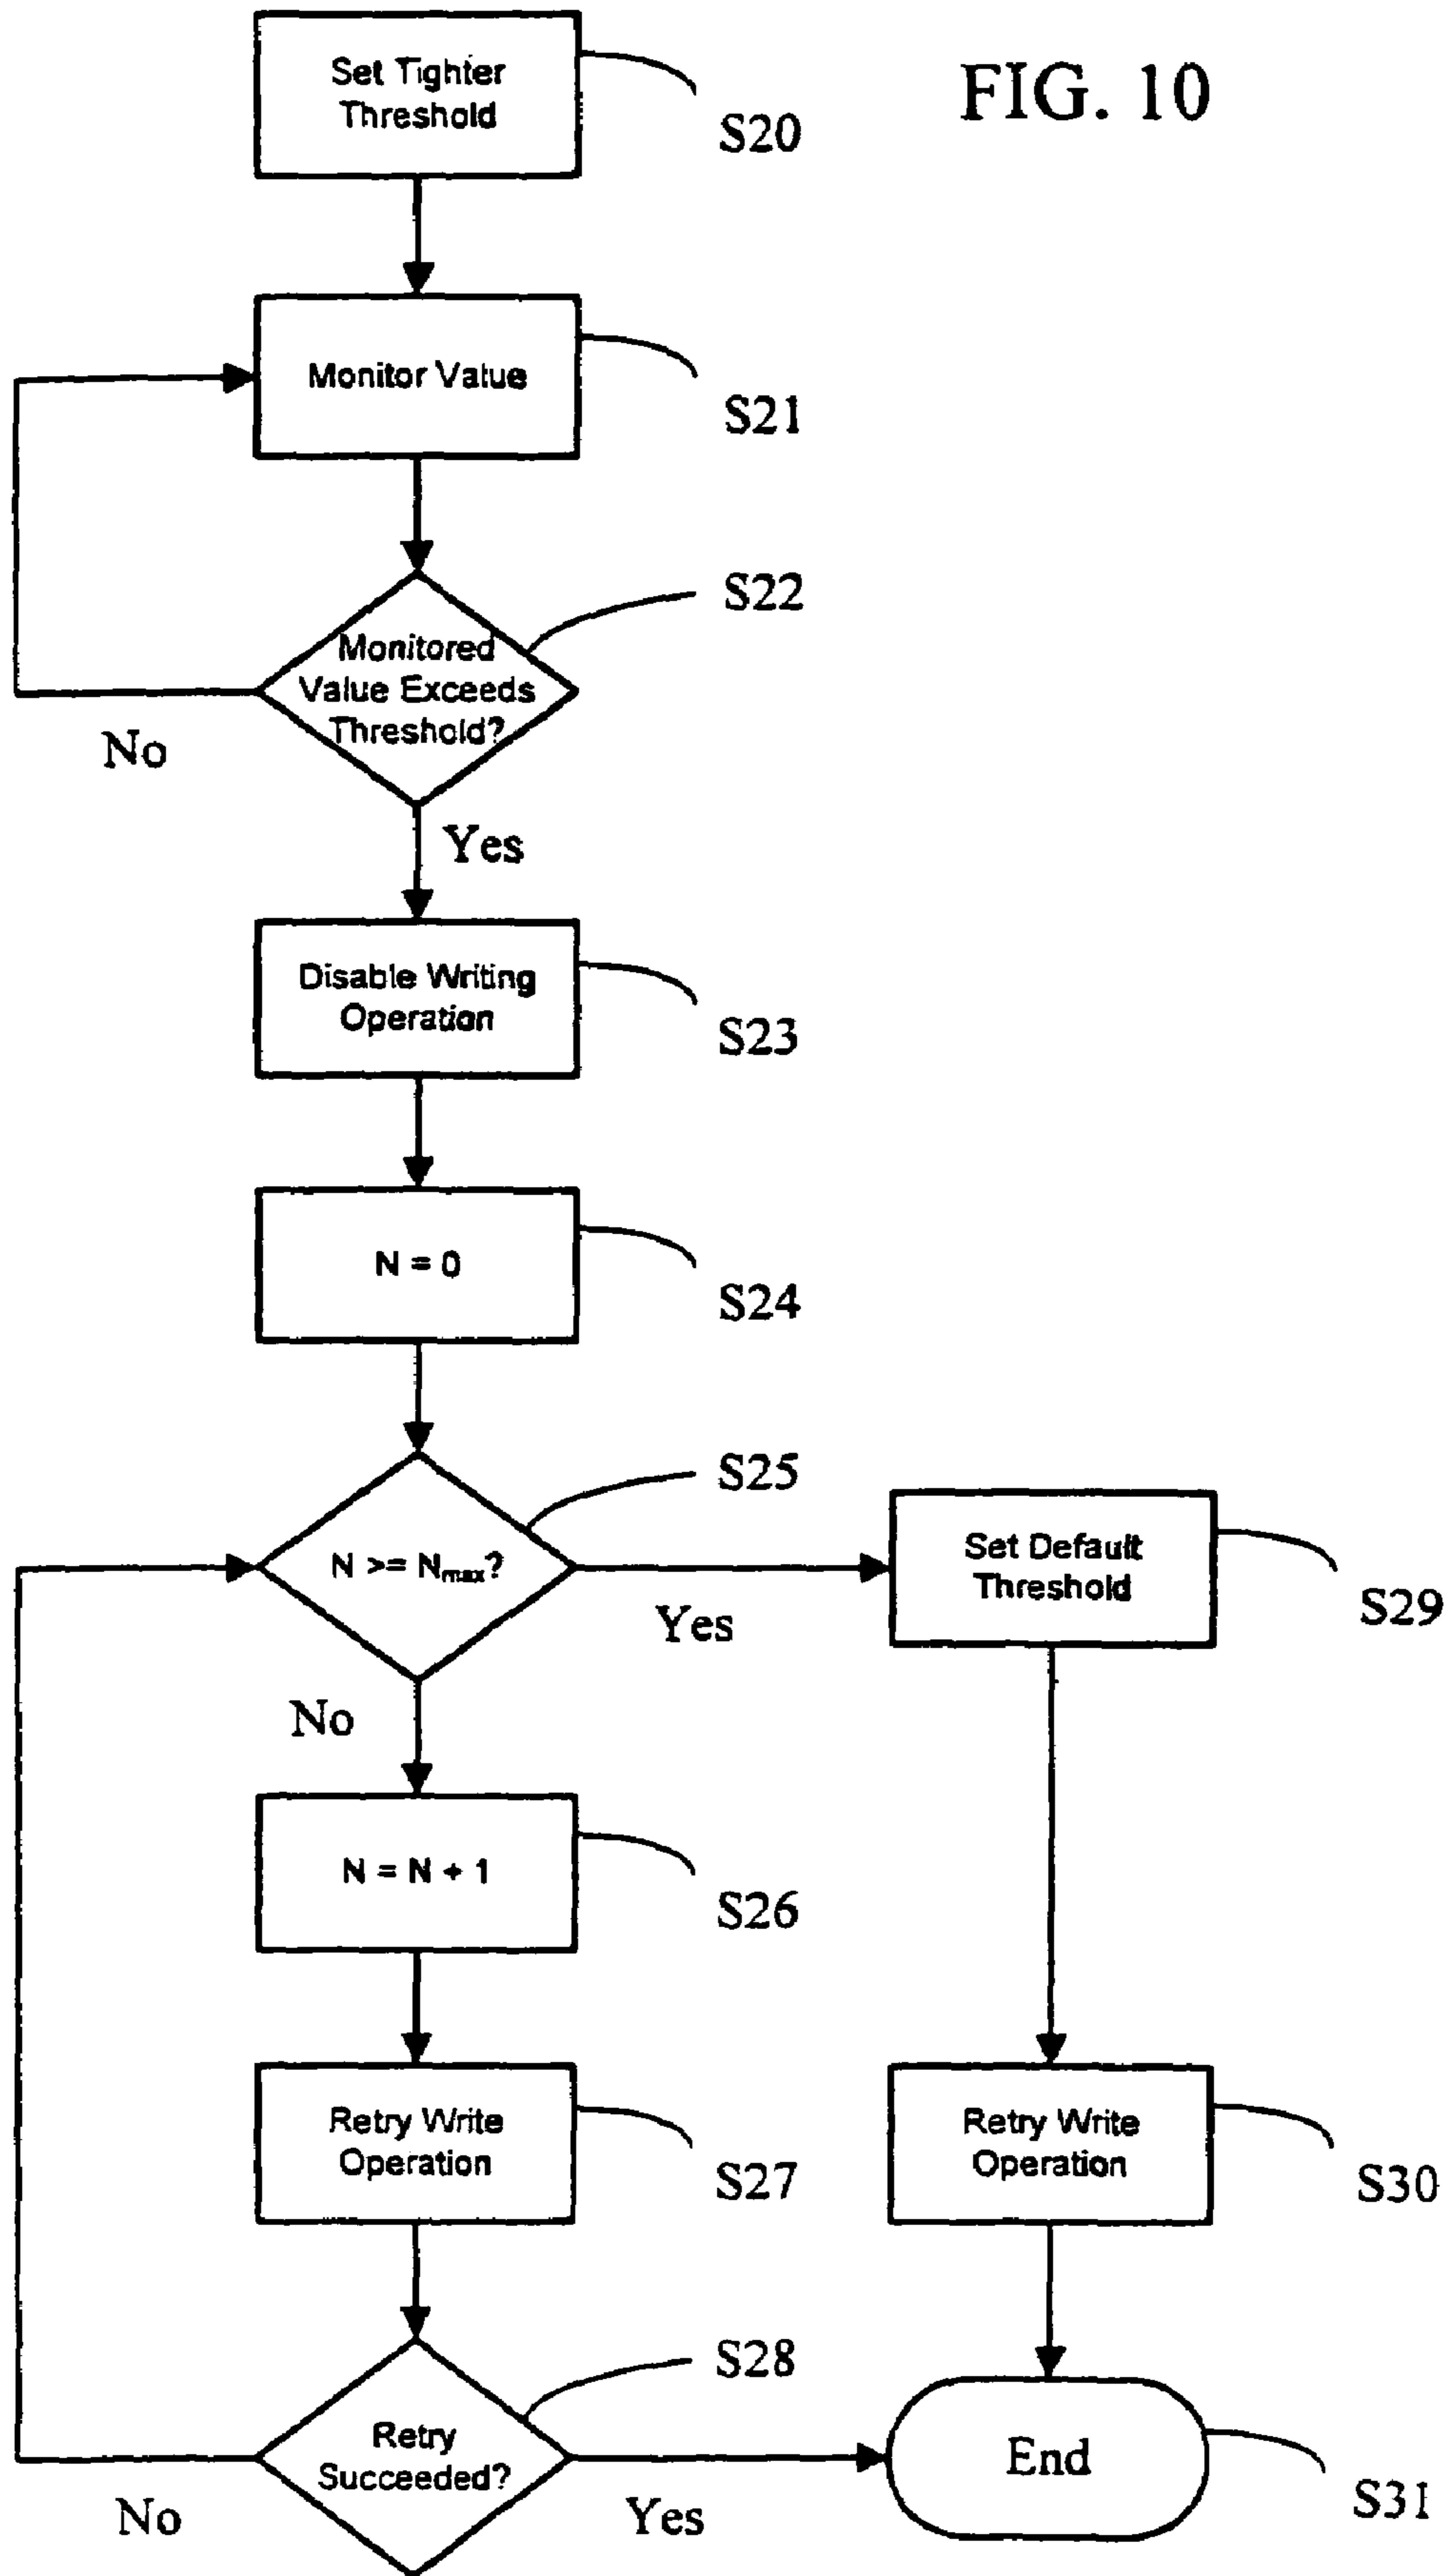 FIG. 10
Set Tighter
Threshold
S20
Monitor Value
S21
S22
Monitored
Value Exceeds
Threshold?
No
Yes
Disable Writing
Operation
S23
N = 0
S24
S25
N >= Nmax?
Yes
Set Default
Threshold
S29
No
N = N + 1
S26
Retry Write
Operation
S27
Retry Write
Operation
S30
S28
Retry
Succeeded?
No
Yes
End
S31